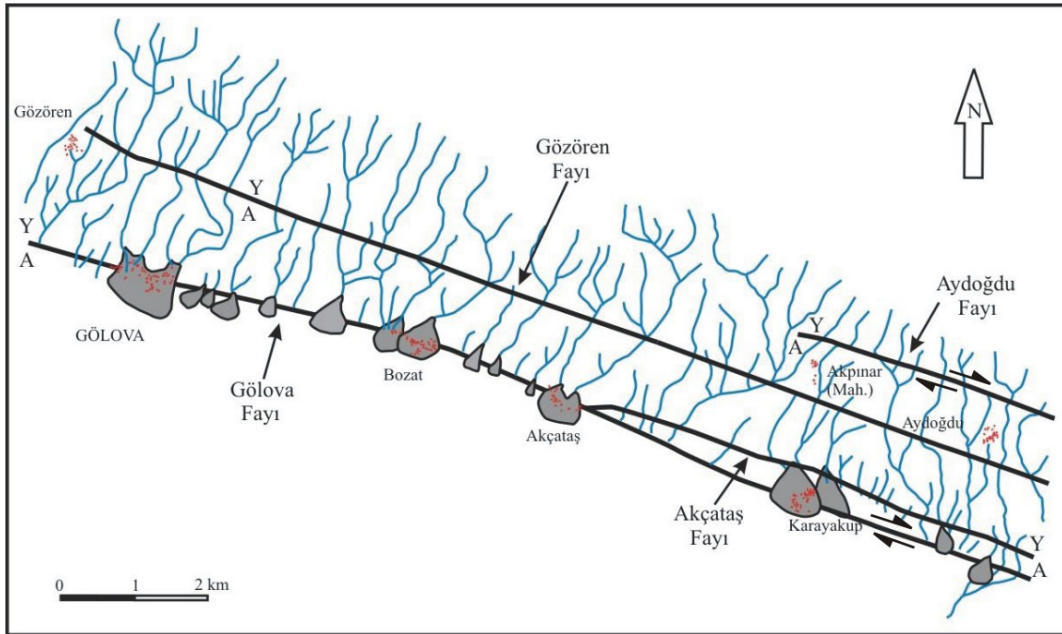 Gözören
N
Gözören
Fayı
Y
A
Y
A
Aydoğdu
Fayı
Y
A
GÖLOVA
Akpınar
(Mah.)
Bozat
Gölova
Fayı
Aydoğdu
Akçataş
Akçataş
Fayı
Karayakup
Y
A
0 1 2 km